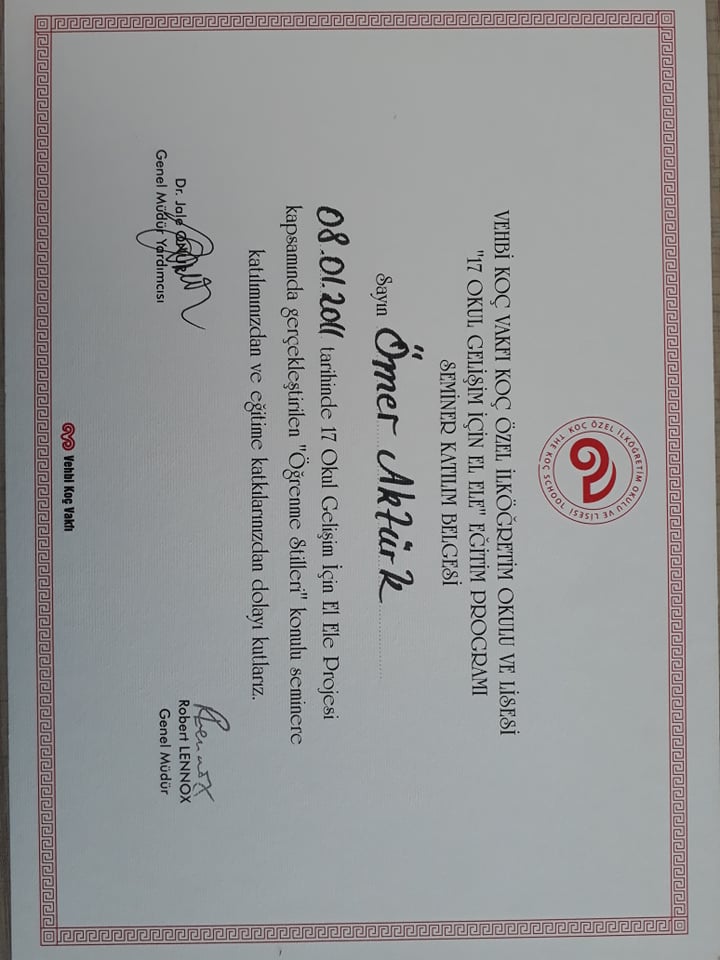 THE KOÇ ÖZEL İLKÖĞRETİM OKULU VE LİSESİ
THE KOÇ SCHOOL
VEHBİ KOÇ VAKFI KOÇ ÖZEL İLKÖĞRETİM OKULU VE LİSESİ
"17 OKUL GELİŞİM İÇİN EL ELE" EĞİTİM PROGRAMI
SEMİNER KATILIM BELGESİ
Sayın Ömer Aktürk
08.01.2011 tarihinde 17 Okul Gelişim İçin El Ele Projesi
kapsamında gerçekleştirilen "Öğrenme Stilleri" konulu seminere
katılımınızdan ve eğitime katkılarınızdan dolayı kutlarız.
Dr. Jale
Genel Müdür Yardımcısı
Robert LENNOX
Genel Müdür
Vehbi Koç Vakfı